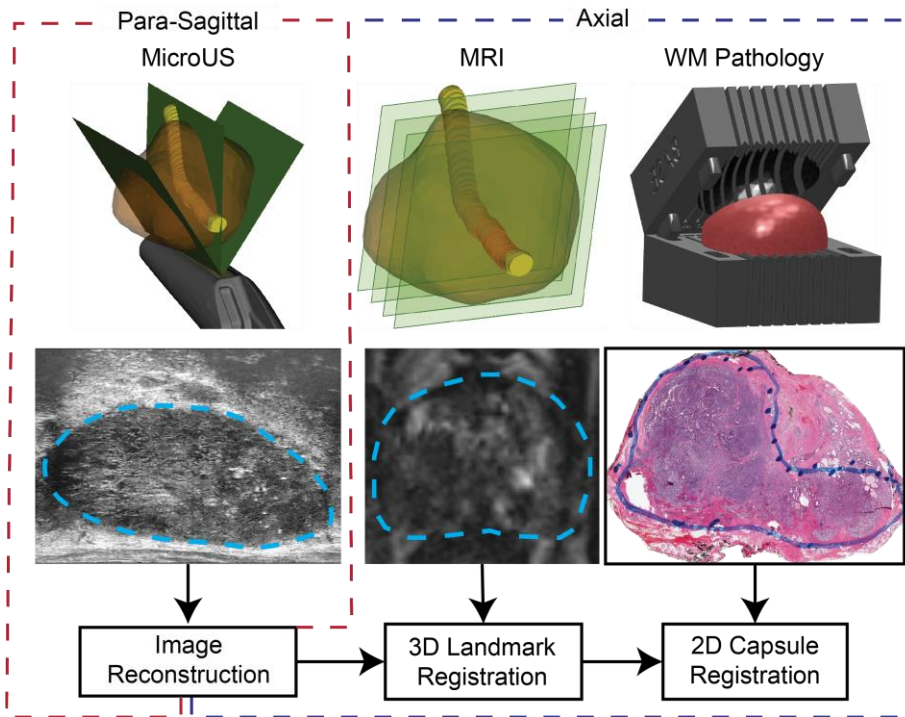 Para-Sagittal
Axial
MicroUS
MRI
WM Pathology
Image
Reconstruction
3D Landmark
Registration
2D Capsule
Registration